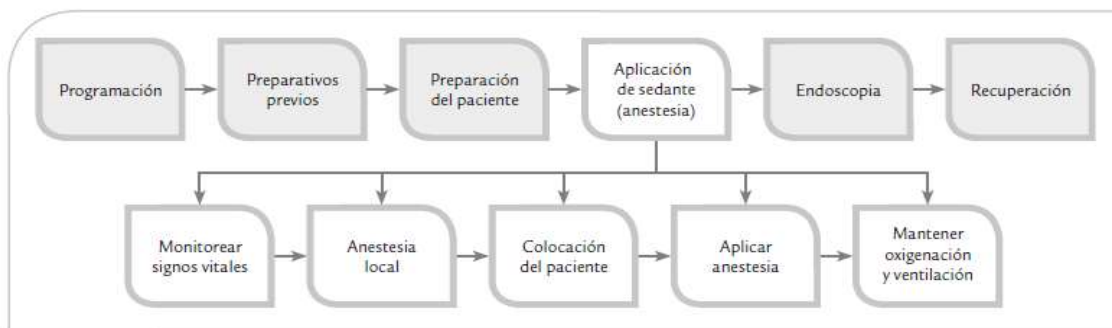 Programación
Preparativos
previos
Preparación
del paciente
Aplicación
de sedante
(anestesia)
Endoscopia
Recuperación
Monitorear
signos vitales
Anestesia
local
Colocación
del paciente
Aplicar
anestesia
Mantener
oxigenación
y ventilación